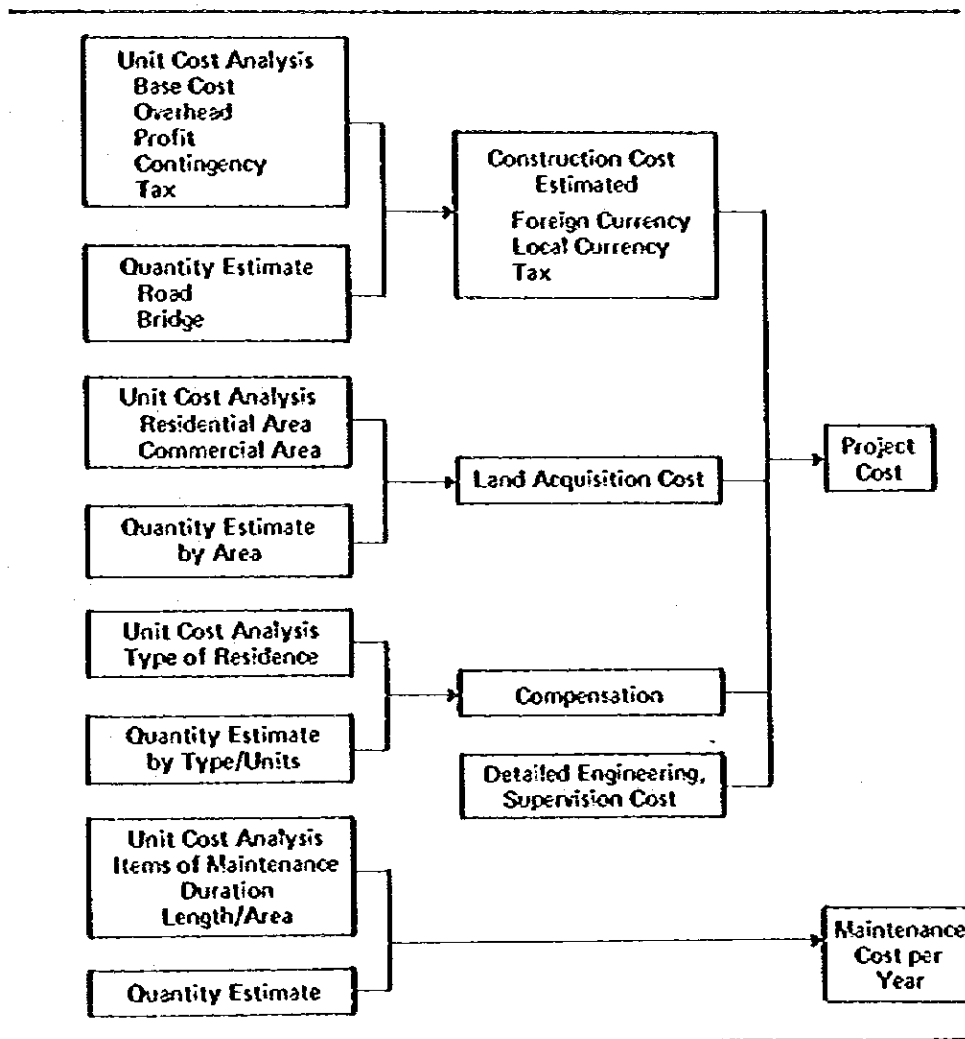 Unit Cost Analysis
Base Cost
Overhead
Profit
Contingency
Tax
Quantity Estimate
Road
Bridge
Construction Cost
Estimated
Foreign Currency
Local Currency
Tax
Unit Cost Analysis
Residential Area
Commercial Area
Quantity Estimate
by Area
Land Acquisition Cost
Project
Cost
Unit Cost Analysis
Type of Residence
Quantity Estimate
by Type/Units
Compensation
Detailed Engineering,
Supervision Cost
Unit Cost Analysis
Items of Maintenance
Duration
Length/Area
Quantity Estimate
Maintenance
Cost per
Year